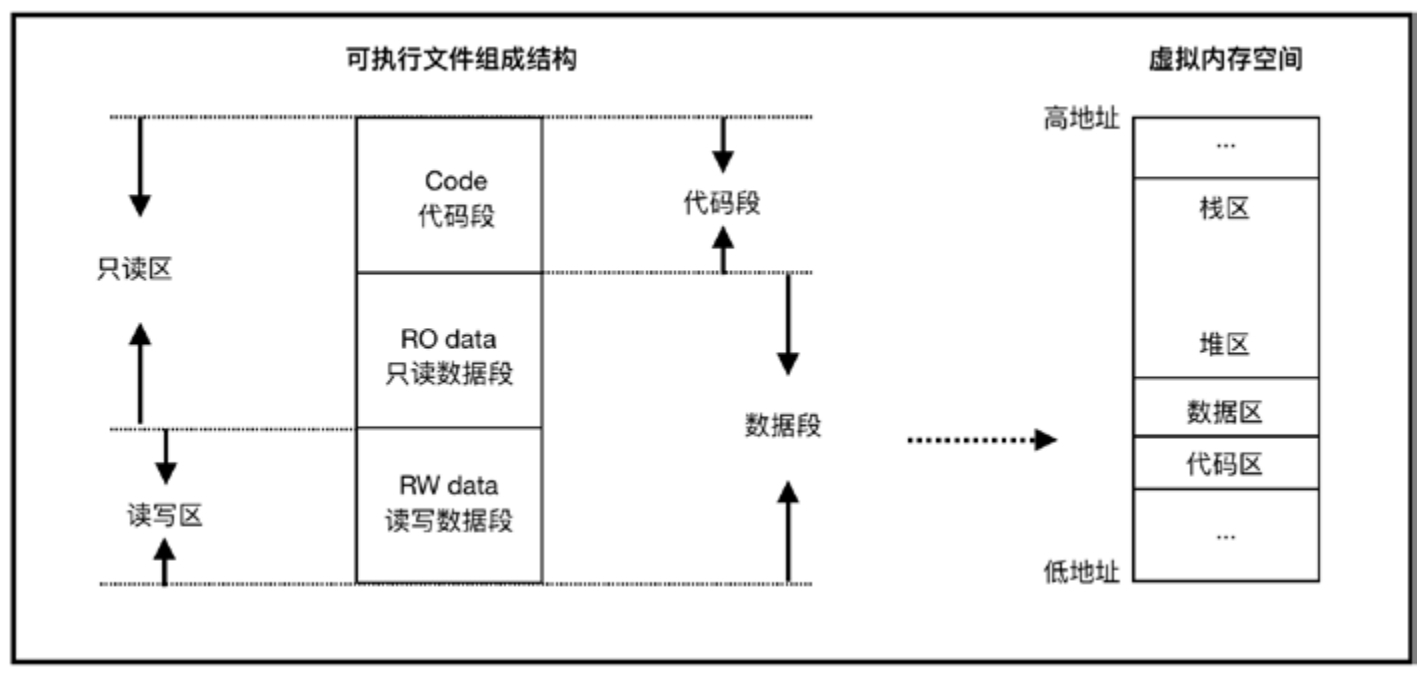 可执行文件组成结构
虚拟内存空间
Code
代码段
RO data
只读数据段
RW data
读写数据段
只读区
读写区
代码段
数据段
高地址
...
栈区
堆区
数据区
代码区
...
低地址